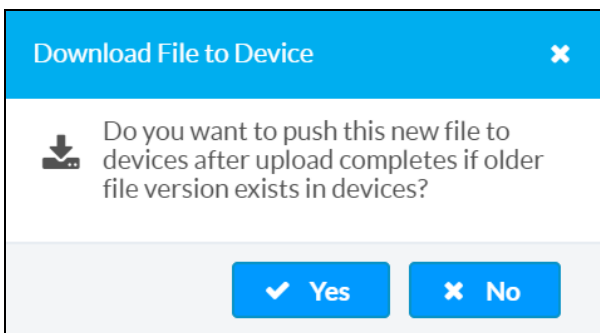 Download File to Device
Do you want to push this new file to
devices after upload completes if older
file version exists in devices?
Yes
No